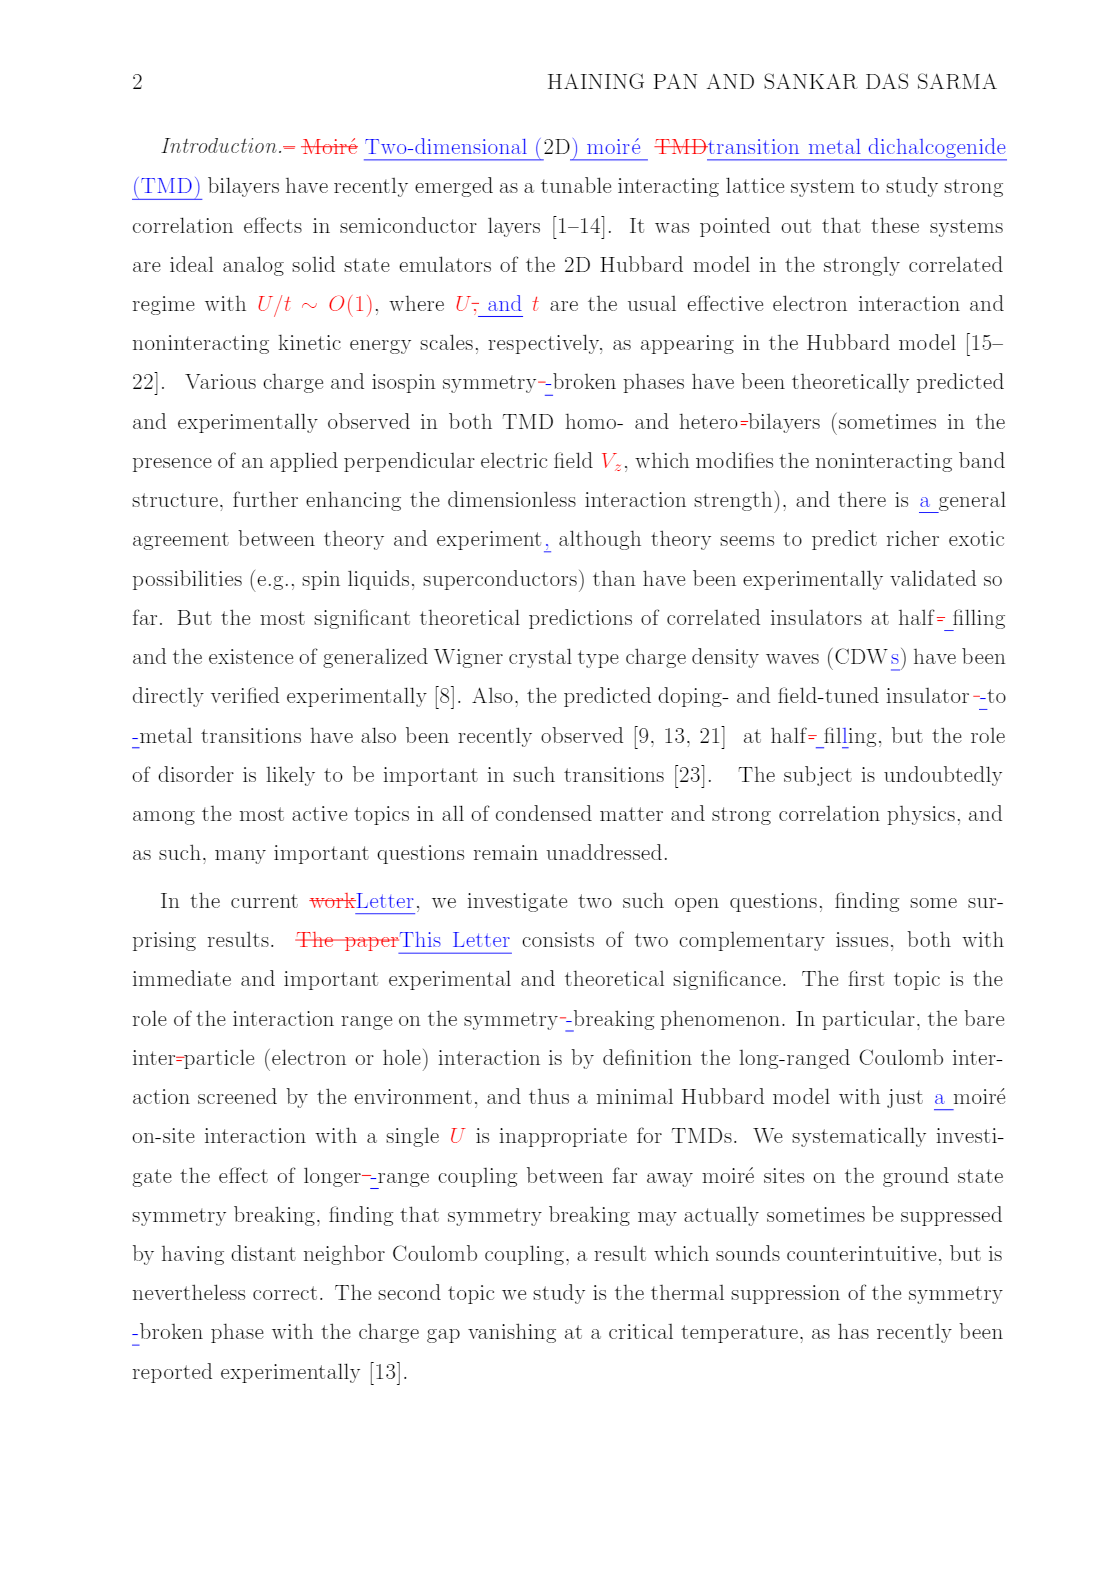 2 HAINING PAN AND SANKAR DAS SARMA
Introduction.– Moiré Two-dimensional (2D) moiré TMDtransition metal dichalcogenide
(TMD) bilayers have recently emerged as a tunable interacting lattice system to study strong
correlation effects in semiconductor layers [1–14]. It was pointed out that these systems
are ideal analog solid state emulators of the 2D Hubbard model in the strongly correlated
regime with U/t ∼ O(1), where U, and t are the usual effective electron interaction and
noninteracting kinetic energy scales, respectively, as appearing in the Hubbard model [15–
22]. Various charge and isospin symmetry -broken phases have been theoretically predicted
and experimentally observed in both TMD homo- and hetero-bilayers (sometimes in the
presence of an applied perpendicular electric field Vz, which modifies the noninteracting band
structure, further enhancing the dimensionless interaction strength), and there is a general
agreement between theory and experiment, although theory seems to predict richer exotic
possibilities (e.g., spin liquids, superconductors) than have been experimentally validated so
far. But the most significant theoretical predictions of correlated insulators at half- filling
and the existence of generalized Wigner crystal type charge density waves (CDWs) have been
directly verified experimentally [8]. Also, the predicted doping- and field-tuned insulator -to
-metal transitions have also been recently observed [9, 13, 21] at half- filling, but the role
of disorder is likely to be important in such transitions [23]. The subject is undoubtedly
among the most active topics in all of condensed matter and strong correlation physics, and
as such, many important questions remain unaddressed.
In the current workLetter, we investigate two such open questions, finding some sur-
prising results. The paperThis Letter consists of two complementary issues, both with
immediate and important experimental and theoretical significance. The first topic is the
role of the interaction range on the symmetry -breaking phenomenon. In particular, the bare
inter-particle (electron or hole) interaction is by definition the long-ranged Coulomb inter-
action screened by the environment, and thus a minimal Hubbard model with just a moiré
on-site interaction with a single U is inappropriate for TMDs. We systematically investi-
gate the effect of longer -range coupling between far away moiré sites on the ground state
symmetry breaking, finding that symmetry breaking may actually sometimes be suppressed
by having distant neighbor Coulomb coupling, a result which sounds counterintuitive, but is
nevertheless correct. The second topic we study is the thermal suppression of the symmetry
-broken phase with the charge gap vanishing at a critical temperature, as has recently been
reported experimentally [13].